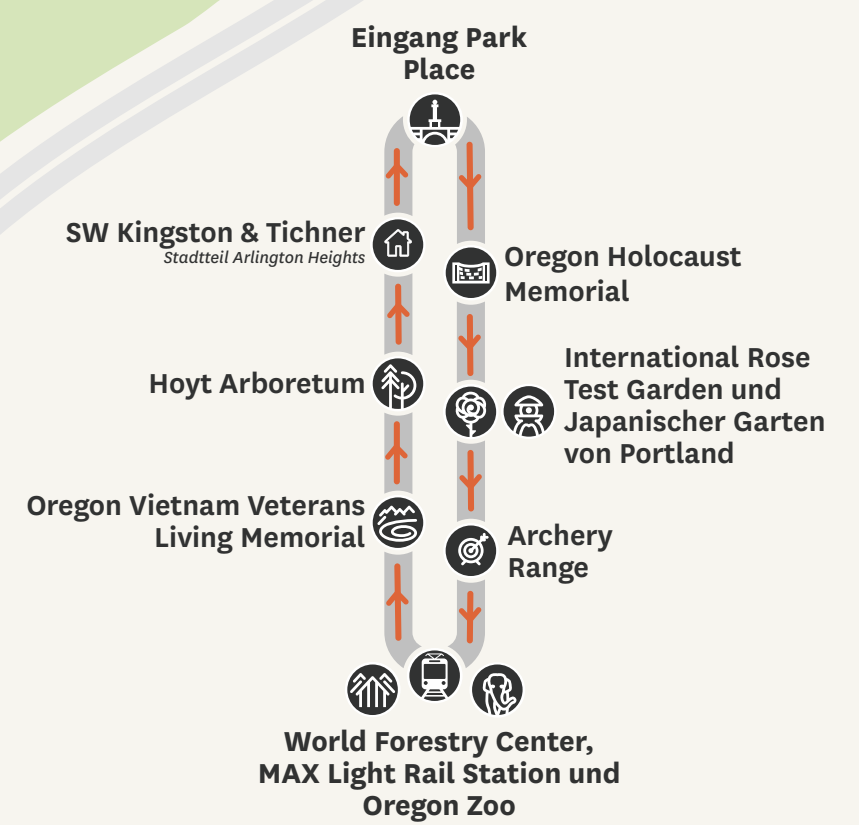 Eingang Park
Place
SW Kingston & Tichner
Stadtteil Arlington Heights
Oregon Holocaust
Memorial
International Rose
Test Garden und
Japanischer Garten
von Portland
Hoyt Arboretum
Oregon Vietnam Veterans
Living Memorial
Archery
Range
World Forestry Center,
MAX Light Rail Station und
Oregon Zoo